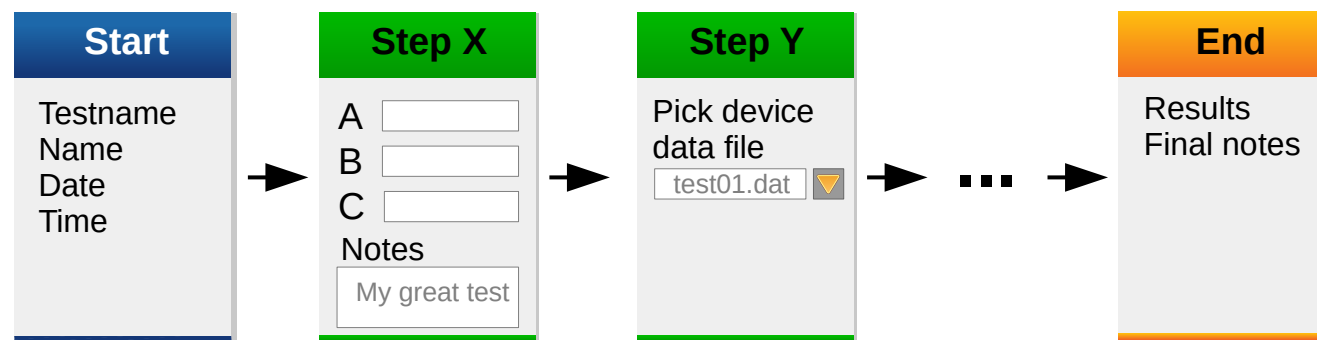 Start
Testname
Name
Date
Time
Step X
A
B
C
Notes
My great test
Step Y
Pick device
data file
test01.dat
...
End
Results
Final notes